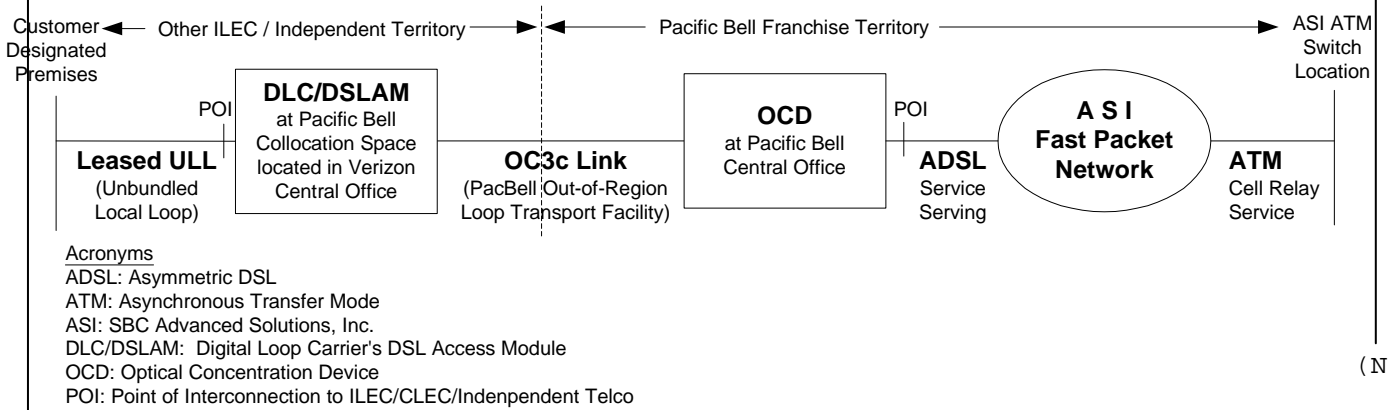 Customer Designated Premises
Other ILEC / Independent Territory
Pacific Bell Franchise Territory
ASI ATM Switch Location
POI
DLC/DSLAM
at Pacific Bell
Collocation Space
located in Verizon
Central Office
OCD
at Pacific Bell
Central Office
POI
A S I
Fast Packet
Network
Leased ULL
(Unbundled
Local Loop)
OC3c Link
(PacBell Out-of-Region
Loop Transport Facility)
ADSL
Service
Serving
ATM
Cell Relay
Service
Acronyms
ADSL: Asymmetric DSL
ATM: Asynchronous Transfer Mode
ASI: SBC Advanced Solutions, Inc.
DLC/DSLAM: Digital Loop Carrier's DSL Access Module
OCD: Optical Concentration Device
POI: Point of Interconnection to ILEC/CLEC/Indenpendent Telco
(N